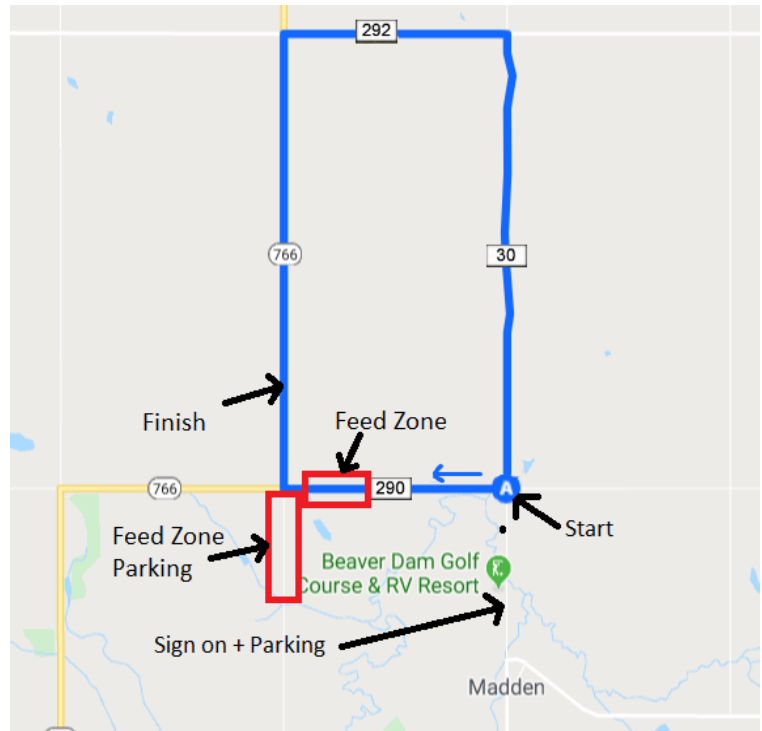 292
766
30
Finish
Feed Zone
766
290
A
Start
Feed Zone
Parking
Beaver Dam Golf
Course & RV Resort
Sign on + Parking
Madden